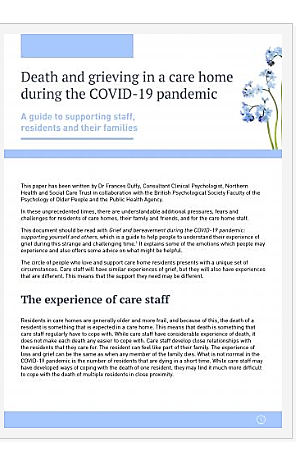 Death and grieving in a care home
during the COVID-19 pandemic
A guide to supporting staff,
residents and their families
This paper has been written by Dr Frances Duffy, Consultant Clinical Psychologist, Northern
Health and Social Care Trust in collaboration with the British Psychological Society Faculty of the
Psychology of Older People and the Public Health Agency.
In these unprecedented times, there are understandable additional pressures, fears and
challenges for residents of care homes, their family and friends, and for the care home staff.
This document should be read with Grief and bereavement during the COVID-19 pandemic:
supporting yourself and others, which is a guide to help people to understand their experience of
grief during this strange and challenging time. It explains some of the emotions which people may
experience and also offers some advice on what might be helpful.
The circle of people who love and support care home residents presents with a unique set of
circumstances. Care staff will have similar experiences of grief, but they will also have experiences
that are different. This means that the support they need may be different.
The experience of care staff
Residents in care homes are generally older and more frail, and because of this, the death of a
resident is something that is expected in a care home. This means that death is something that
care staff regularly have to cope with. While care staff have considerable experience of death, it
does not make each death any easier to cope with. Care staff develop close relationships with
the residents that they care for. The resident can feel like part of their family. The experience of
loss and grief can be the same as when any member of the family dies. What is not normal in the
COVID-19 pandemic is the number of residents that are dying in a short time. While care staff may
have developed ways of coping with the death of one resident, they may find it much more difficult
to cope with the death of multiple residents in close proximity.